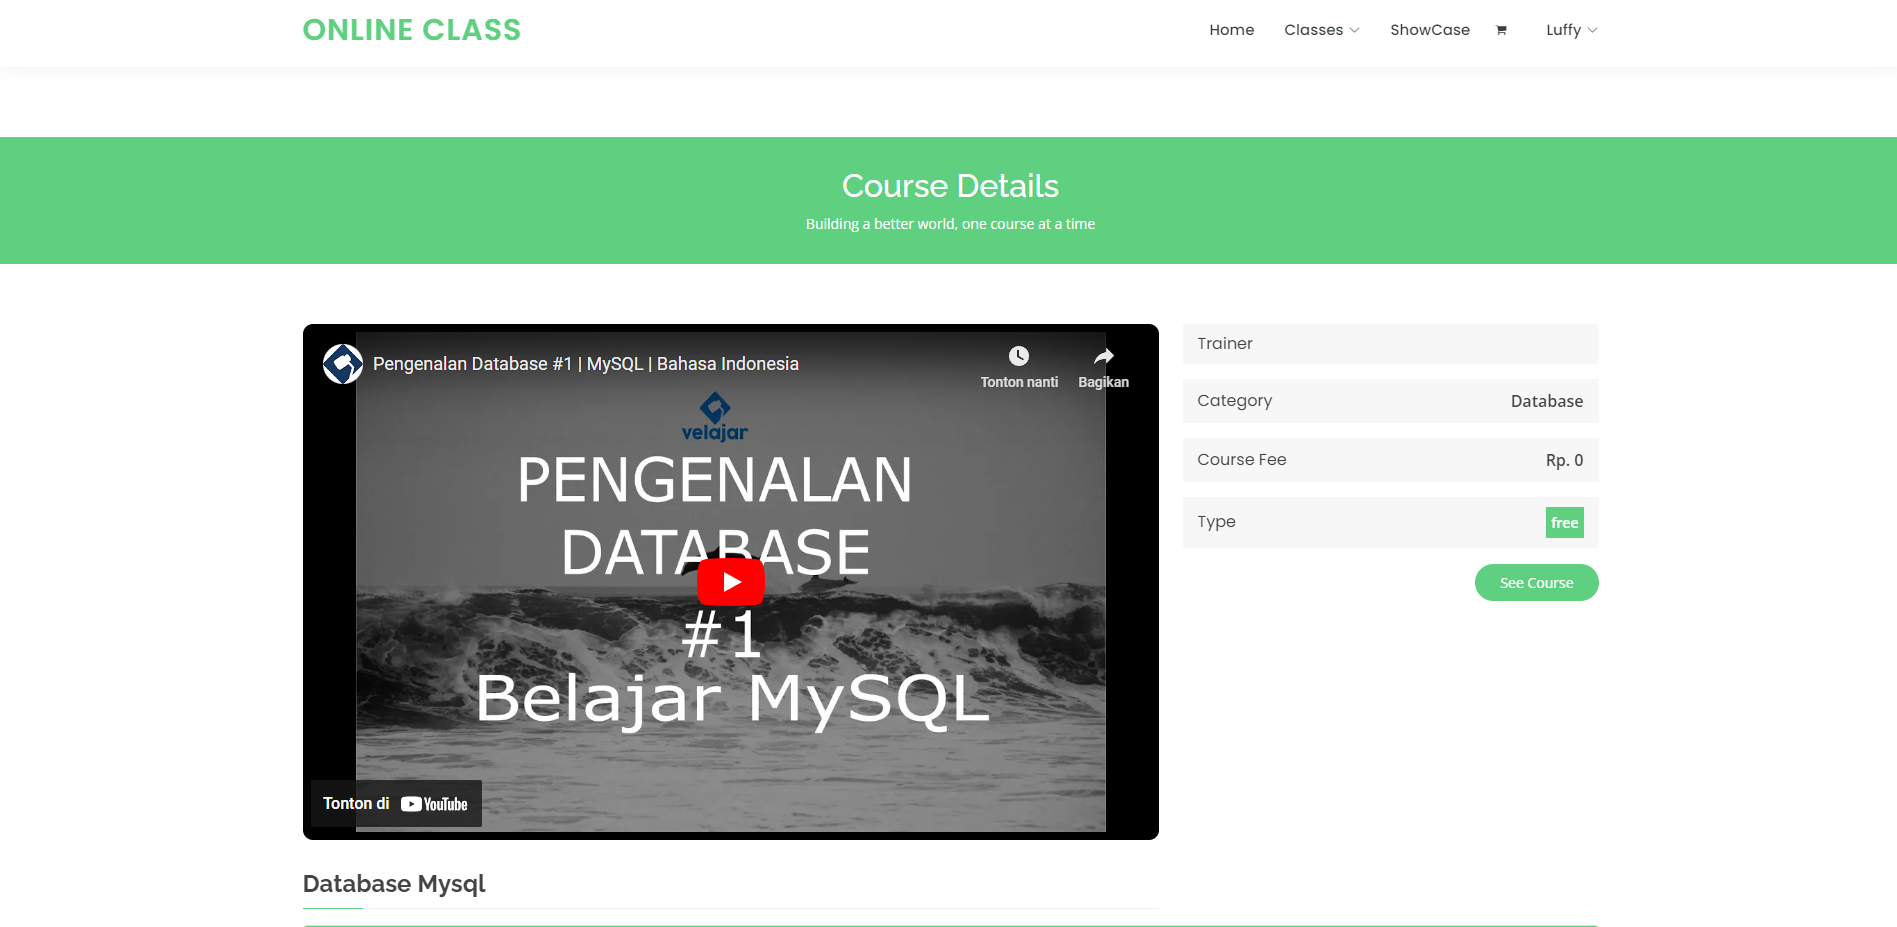 ONLINE CLASS
Home Classes ShowCase Luffy
Course Details
Building a better world, one course at a time
Pengenalan Database #1 | MySQL | Bahasa Indonesia
Tonton nanti Bagikan
velajar
PENGENALAN
DATABASE
#1
Belajar MySQL
Tonton di YouTube
Trainer
Category Database
Course Fee Rp. 0
Type free
See Course
Database Mysql